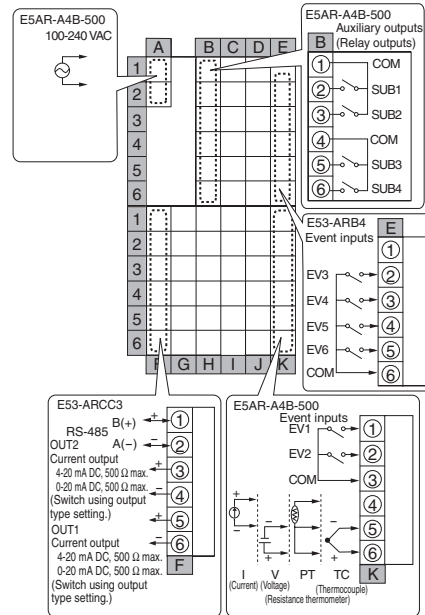 E5AR-A4B-500
100-240 VAC
A B C D E
1
2
3
4
5
6
1
2
3
4
5
6
F G H I J K
E5AR-A4B-500
Auxiliary outputs
(Relay outputs)
B
1 COM
2 SUB1
3 SUB2
4 COM
5 SUB3
6 SUB4
E53-ARB4
Event inputs
E
1
EV3 2
EV4 3
EV5 4
EV6 5
COM 6
E53-ARCC3
RS-485
B(+) + 1
A(−) − 2
OUT2
Current output
4-20 mA DC, 500 Ω max.
0-20 mA DC, 500 Ω max.
(Switch using output
type setting.)
+ 3
− 4
OUT1
Current output
4-20 mA DC, 500 Ω max.
0-20 mA DC, 500 Ω max.
(Switch using output
type setting.)
+ 5
− 6
F
E5AR-A4B-500
Event inputs
EV1 1
EV2 2
COM 3
4
5
6
K
+ − + −
− + +
I V PT TC
(Current) (Voltage) (Thermocouple)
(Resistance thermometer)